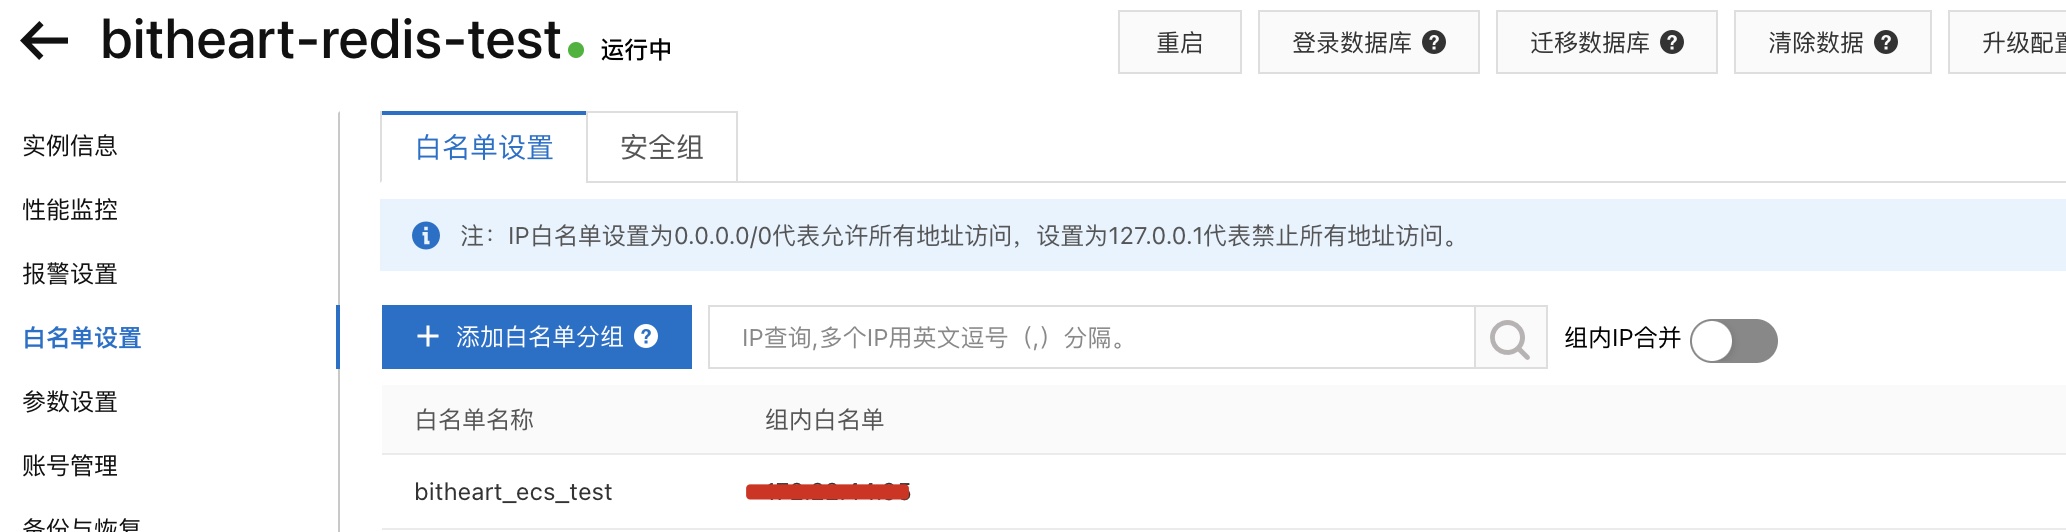 bitheart-redis-test 运行中
重启 登录数据库 ? 迁移数据库 ? 清除数据 ? 升级配置
实例信息
性能监控
报警设置
白名单设置
参数设置
账号管理
备份与恢复
白名单设置 安全组
注：IP白名单设置为0.0.0.0/0代表允许所有地址访问，设置为127.0.0.1代表禁止所有地址访问。
+ 添加白名单分组 ? IP查询,多个IP用英文逗号（,）分隔。 组内IP合并
白名单名称 组内白名单
bitheart_ecs_test